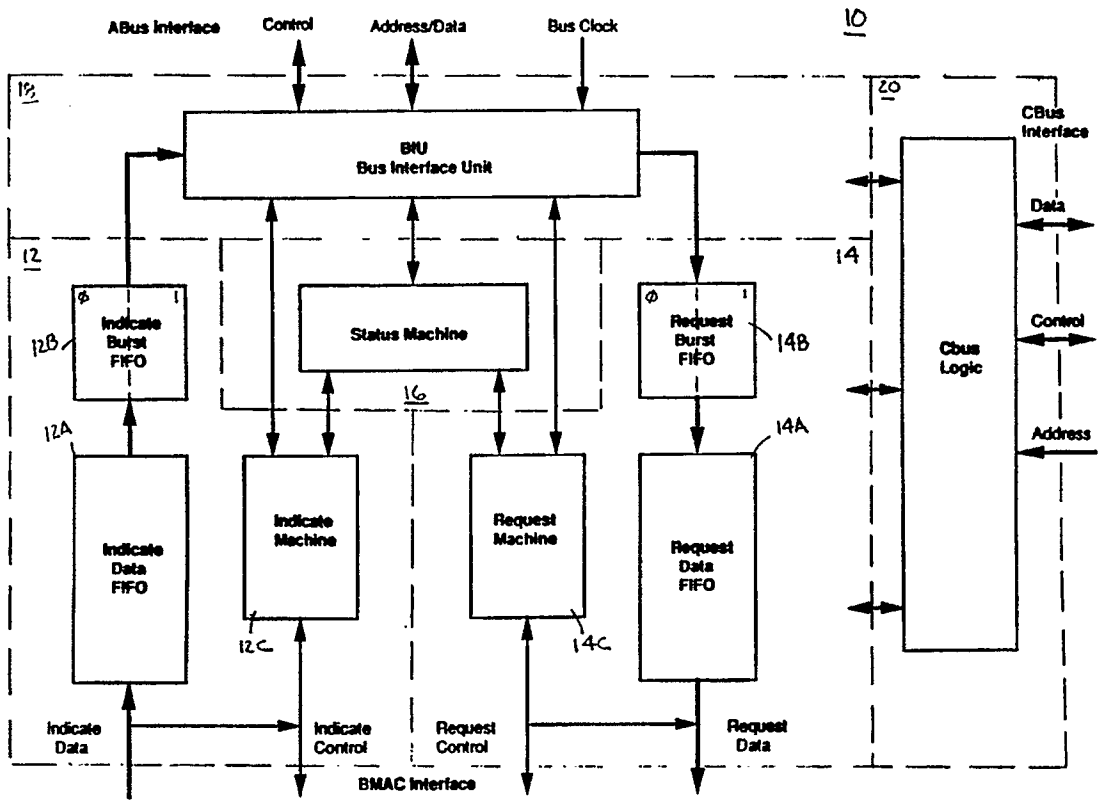 10
ABus Interface
Control
Address/Data
Bus Clock
18
20
BIU
Bus Interface Unit
CBus
Interface
Data
12
14
Ø 1
Indicate
Burst
FIFO
12B
Status Machine
Ø 1
Request
Burst
FIFO
14B
Control
Cbus
Logic
16
12A
14A
Address
Indicate
Data
FIFO
Indicate
Machine
Request
Machine
Request
Data
FIFO
12C
14C
Indicate
Data
Indicate
Control
Request
Control
Request
Data
BMAC Interface